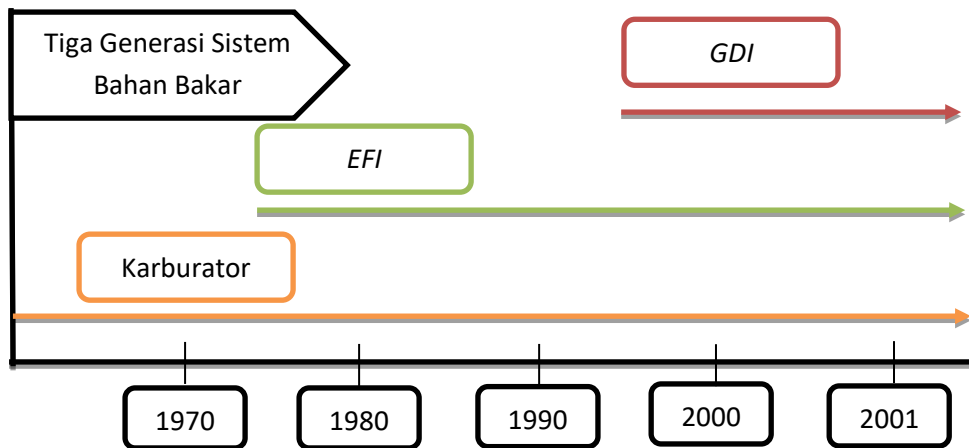 Tiga Generasi Sistem
Bahan Bakar
GDI
EFI
Karburator
1970
1980
1990
2000
2001